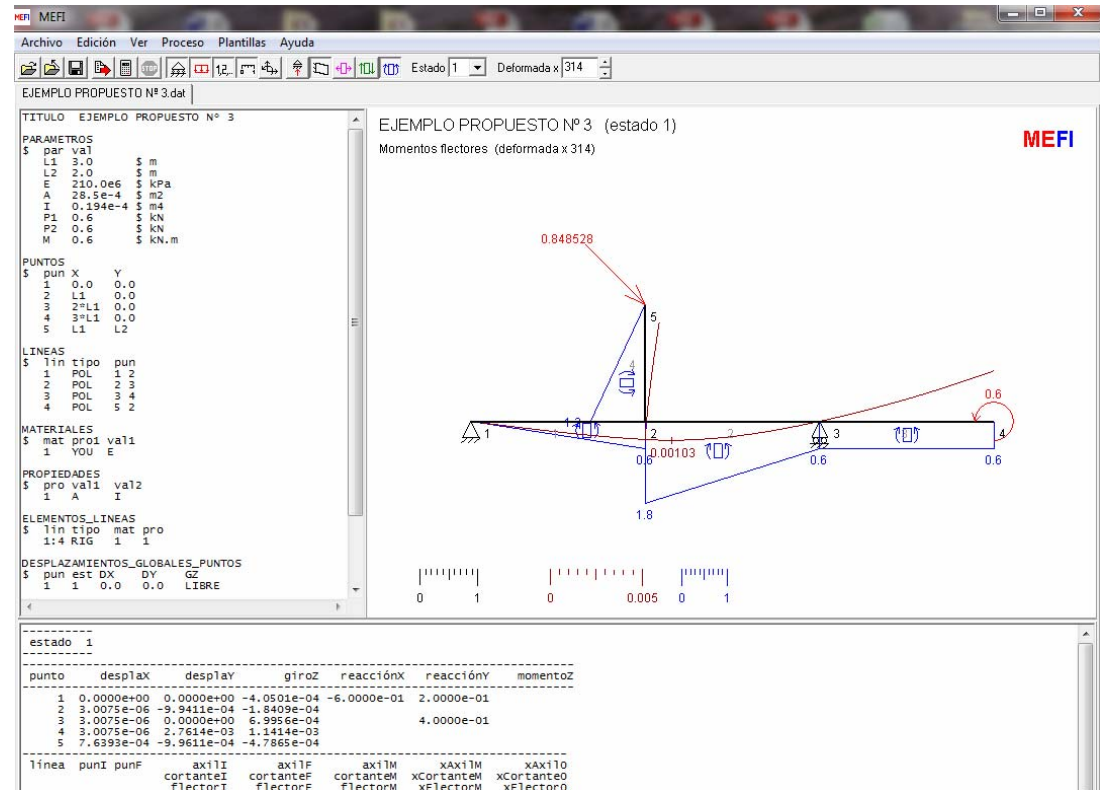 MEFI MEFI
Archivo Edición Ver Proceso Plantillas Ayuda
STOP 1,2, Estado 1 Deformada x 314
EJEMPLO PROPUESTO Nº 3.dat
TITULO EJEMPLO PROPUESTO Nº 3
PARAMETROS
$ par val
L1 3.0 $ m
L2 2.0 $ m
E 210.0e6 $ kPa
A 28.5e-4 $ m2
I 0.194e-4 $ m4
P1 0.6 $ kN
P2 0.6 $ kN
M 0.6 $ kN.m
PUNTOS
$ pun X Y
1 0.0 0.0
2 L1 0.0
3 2*L1 0.0
4 3*L1 0.0
5 L1 L2
LINEAS
$ lin tipo pun
1 POL 1 2
2 POL 2 3
3 POL 3 4
4 POL 5 2
MATERIALES
$ mat pro1 val1
1 YOU E
PROPIEDADES
$ pro val1 val2
1 A I
ELEMENTOS_LINEAS
$ lin tipo mat pro
1:4 RIG 1 1
DESPLAZAMIENTOS_GLOBALES_PUNTOS
$ pun est DX DY GZ
1 1 0.0 0.0 LIBRE
EJEMPLO PROPUESTO Nº 3 (estado 1)
Momentos flectores (deformada x 314)
MEFI
0.848528
5
4
0.6
1.2
1 1 2 2 3 3 4
0.6 0.00103 0.6 0.6
1.8
0 1 0 0.005 0 1
estado 1
punto desplaX desplaY giroZ reacciónX reacciónY momentoZ
1 0.0000e+00 0.0000e+00 -4.0501e-04 -6.0000e-01 2.0000e-01
2 3.0075e-06 -9.9411e-04 -1.8409e-04
3 3.0075e-06 0.0000e+00 6.9956e-04 4.0000e-01
4 3.0075e-06 2.7614e-03 1.1414e-03
5 7.6393e-04 -9.9611e-04 -4.7865e-04
línea punI punF axilI axilF axilM xAxilM xAxil0
cortanteI cortanteF cortanteM xCortanteM xCortante0
flectorI flectorF flectorM xFlectorM xFlector0